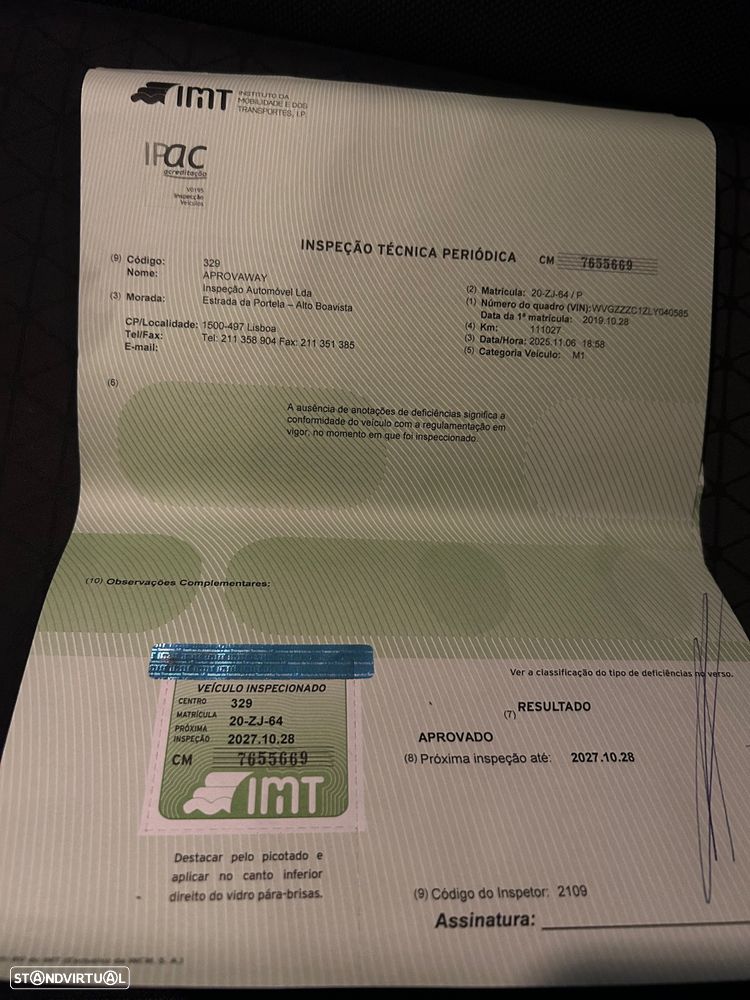 IMT INSTITUTO DA
MOBILIDADE E DOS
TRANSPORTES, I.P.
IPAC
acreditação
V0195
Inspecção
Veículos
INSPEÇÃO TÉCNICA PERIÓDICA CM 7655669
(9) Código: 329
Nome: APROVAWAY
Inspeção Automóvel Lda
(3) Morada: Estrada da Portela – Alto Boavista
CP/Localidade: 1500-497 Lisboa
Tel/Fax: Tel: 211 358 904 Fax: 211 351 385
E-mail:
(2) Matrícula: 20-ZJ-64 / P
(1) Número do quadro (VIN): WVGZZZC1ZLY040585
Data da 1ª matrícula: 2019.10.28
(4) Km: 111027
(3) Data/Hora: 2025.11.06 18:58
(5) Categoria Veículo: M1
(6)
A ausência de anotações de deficiências significa a
conformidade do veículo com a regulamentação em
vigor, no momento em que foi inspeccionado.
(10) Observações Complementares:
VEÍCULO INSPECIONADO
CENTRO 329
MATRÍCULA 20-ZJ-64
PRÓXIMA
INSPEÇÃO 2027.10.28
CM 7655669
IMT
Destacar pelo picotado e
aplicar no canto inferior
direito do vidro pára-brisas.
Ver a classificação do tipo de deficiências no verso.
(7) RESULTADO
APROVADO
(8) Próxima inspeção até: 2027.10.28
(9) Código do Inspetor: 2109
Assinatura:
STANDVIRTUAL